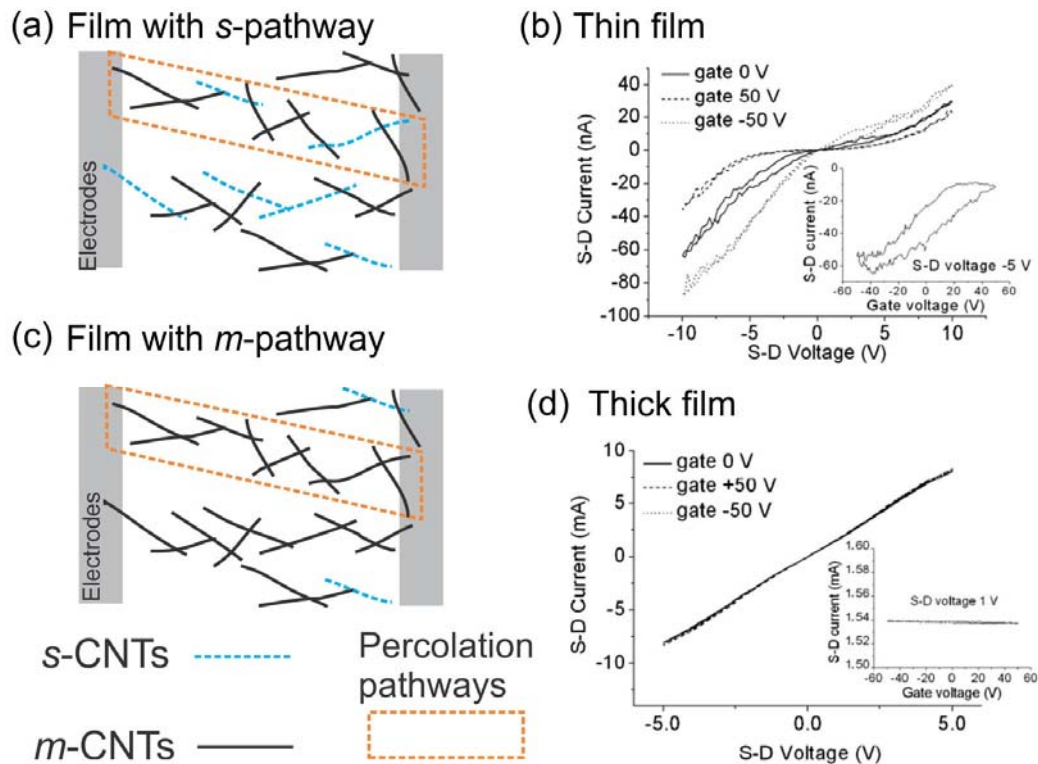 (a) Film with s-pathway
Electrodes
(b) Thin film
gate 0 V
gate 50 V
gate -50 V
S-D Current (nA)
40
20
0
-20
-40
-60
-80
-100
-10
-5
0
5
10
S-D Voltage (V)
S-D current (nA)
0
-20
-40
-60
S-D voltage -5 V
-60
-40
-20
0
20
40
60
Gate voltage (V)
(c) Film with m-pathway
Electrodes
s-CNTs
m-CNTs
Percolation
pathways
(d) Thick film
gate 0 V
gate +50 V
gate -50 V
S-D Current (mA)
10
5
0
-5
-10
-5.0
0.0
5.0
S-D Voltage (V)
S-D current (mA)
1.60
1.58
1.56
1.54
1.52
1.50
S-D voltage 1 V
-60
-40
-20
0
20
40
60
Gate voltage (V)